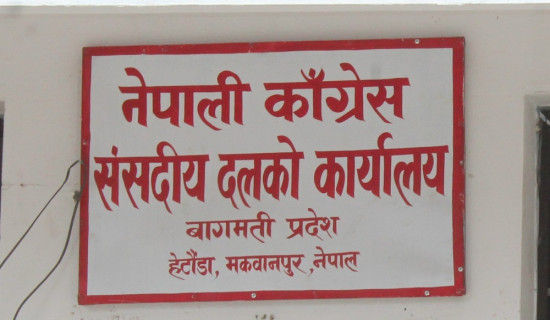 नेपाली काँग्रेस
संसदीय दलको कार्यालय
बागमती प्रदेश
हेटौंडा, मकवानपुर ,नेपाल